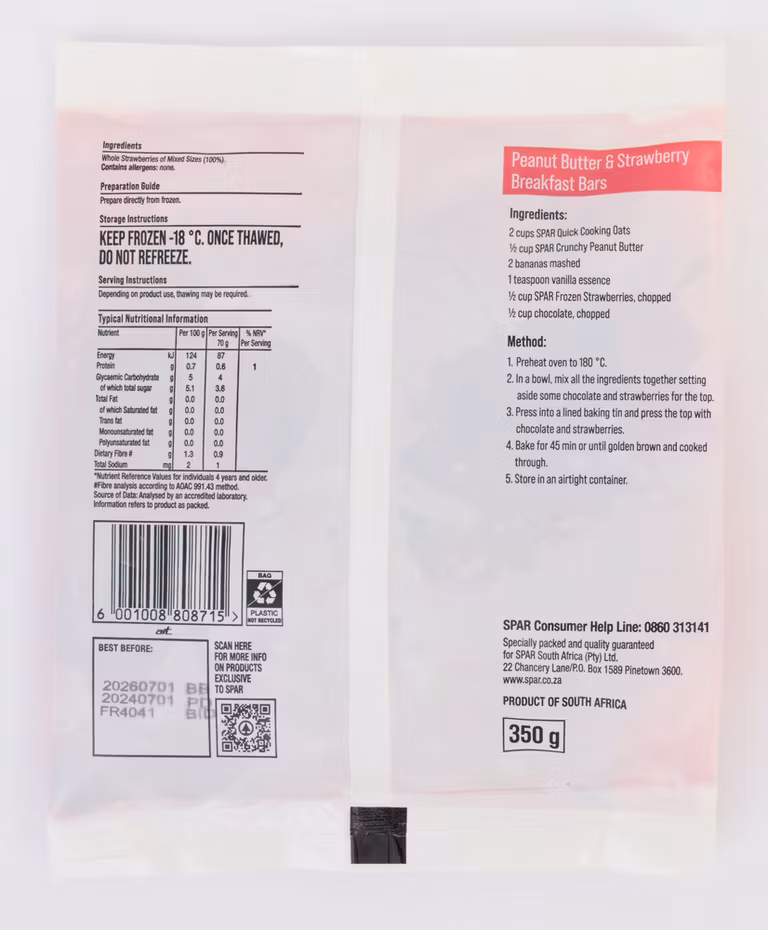 Ingredients
Whole Strawberries of Mixed Sizes (100%).
Contains allergens: none.
Preparation Guide
Prepare directly from frozen.
Storage Instructions
KEEP FROZEN -18 °C. ONCE THAWED,
DO NOT REFREEZE.
Serving Instructions
Depending on product use, thawing may be required.
Typical Nutritional Information
Nutrient Per 100 g Per Serving 70 g % NRV* Per Serving
Energy kJ 124 87
Protein g 0.7 0.6 1
Glycaemic Carbohydrate g 5 4
of which total sugar g 5.1 3.6
Total Fat g 0.0 0.0
of which Saturated fat g 0.0 0.0
Trans fat g 0.0 0.0
Monounsaturated fat g 0.0 0.0
Polyunsaturated fat g 0.0 0.0
Dietary Fibre # g 1.3 0.9
Total Sodium mg 2 1
*Nutrient Reference Values for individuals 4 years and older.
#Fibre analysis according to AOAC 991.43 method.
Source of Data: Analysed by an accredited laboratory.
Information refers to product as packed.
6 001008 808715 >
BAG
PLASTIC
NOT RECYCLED
BEST BEFORE:
20260701 BB
20240701 PD
FR4041 BID
SCAN HERE
FOR MORE INFO
ON PRODUCTS
EXCLUSIVE
TO SPAR
Peanut Butter & Strawberry
Breakfast Bars
Ingredients:
2 cups SPAR Quick Cooking Oats
½ cup SPAR Crunchy Peanut Butter
2 bananas mashed
1 teaspoon vanilla essence
½ cup SPAR Frozen Strawberries, chopped
½ cup chocolate, chopped
Method:
1. Preheat oven to 180 °C.
2. In a bowl, mix all the ingredients together setting
aside some chocolate and strawberries for the top.
3. Press into a lined baking tin and press the top with
chocolate and strawberries.
4. Bake for 45 min or until golden brown and cooked
through.
5. Store in an airtight container.
SPAR Consumer Help Line: 0860 313141
Specially packed and quality guaranteed
for SPAR South Africa (Pty) Ltd.
22 Chancery Lane/P.O. Box 1589 Pinetown 3600.
www.spar.co.za
PRODUCT OF SOUTH AFRICA
350 g